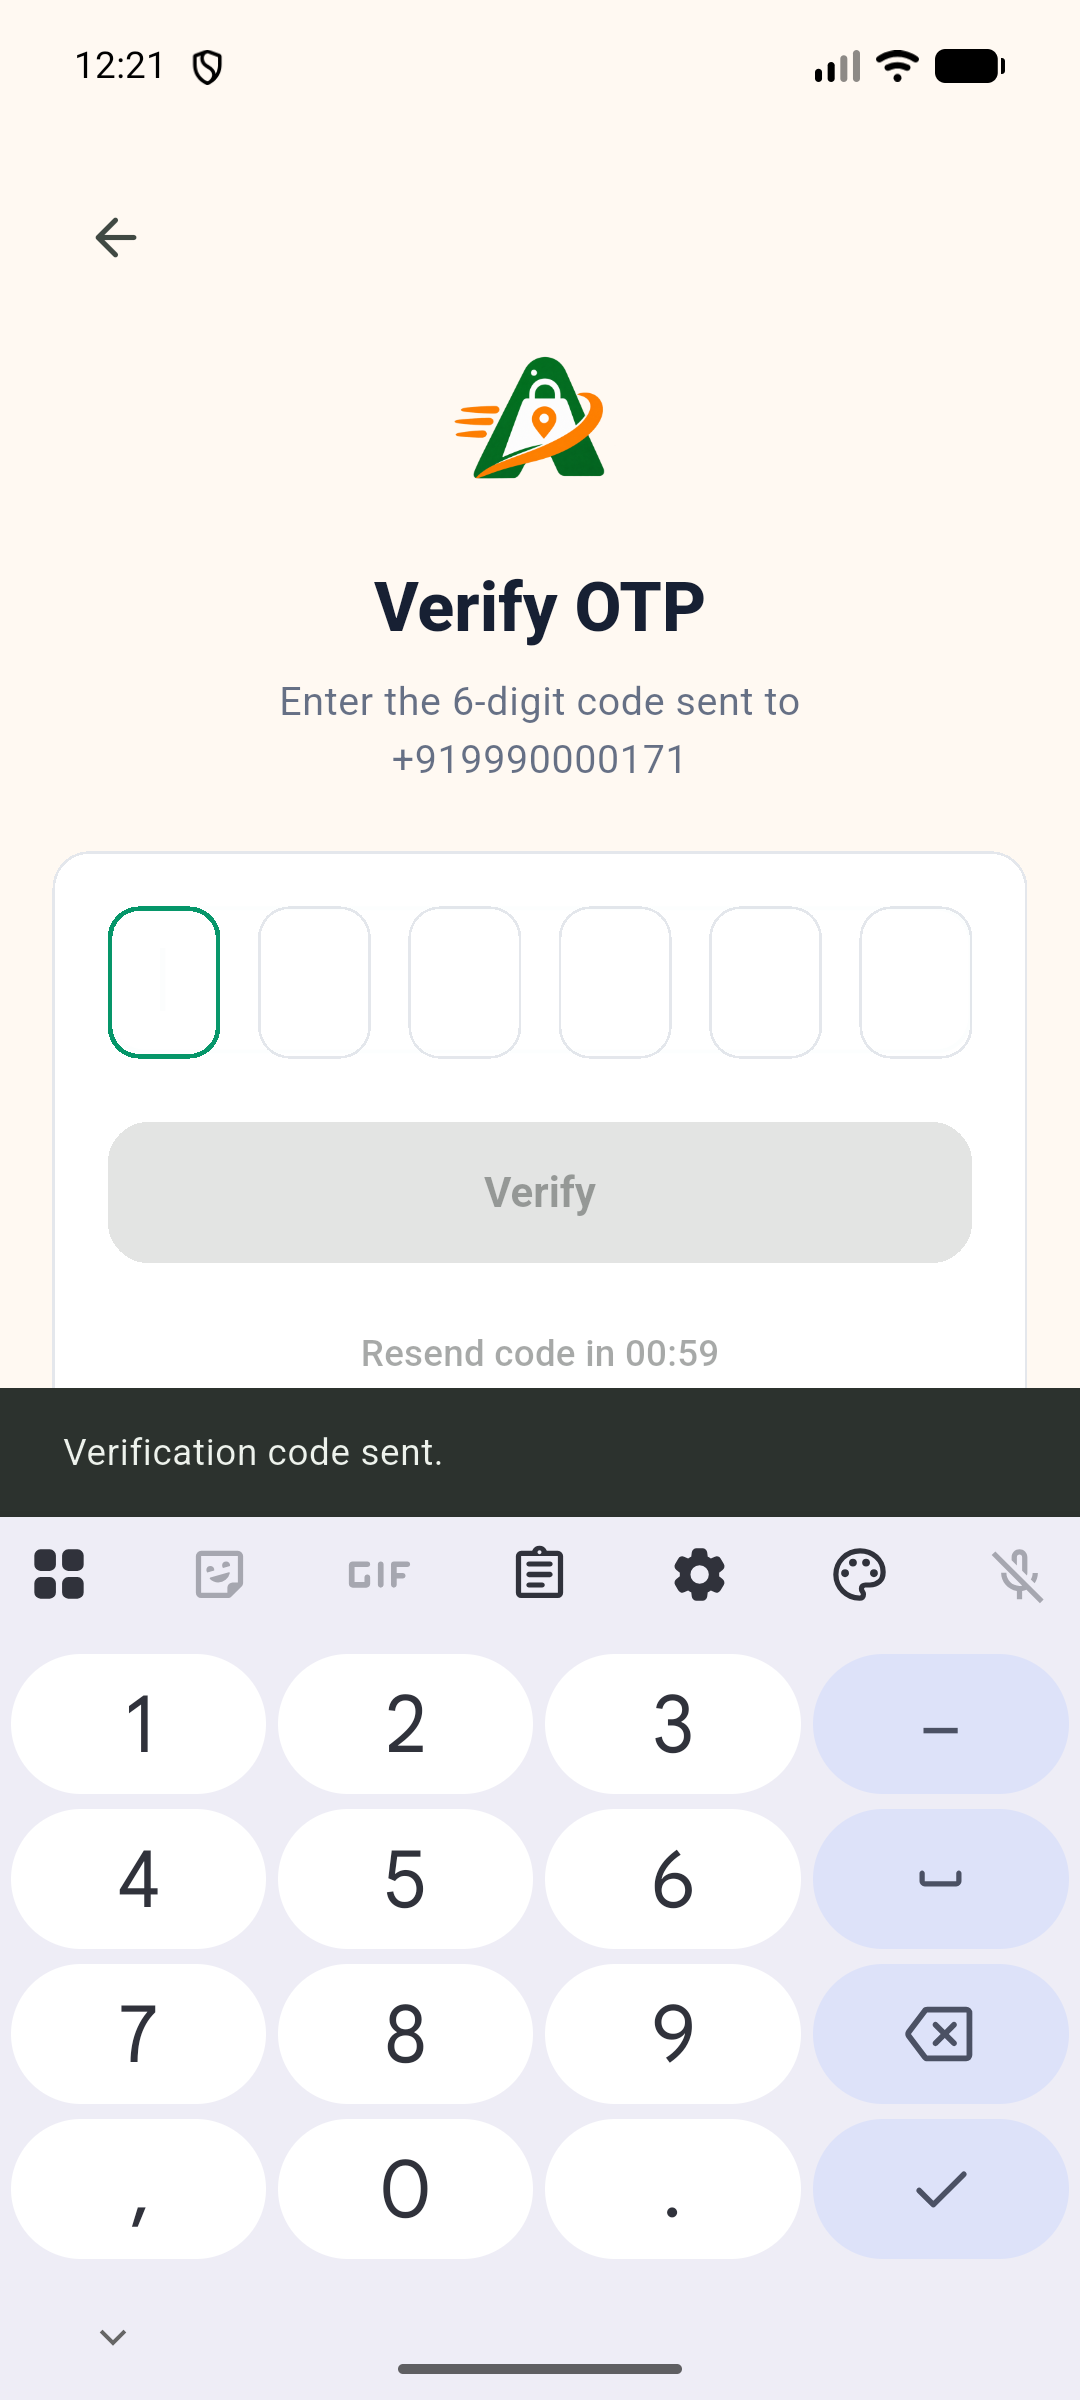 12:21
Verify OTP
Enter the 6-digit code sent to
+919990000171
Verify
Resend code in 00:59
Verification code sent.
GIF
1 2 3 –
4 5 6
7 8 9
, 0 .